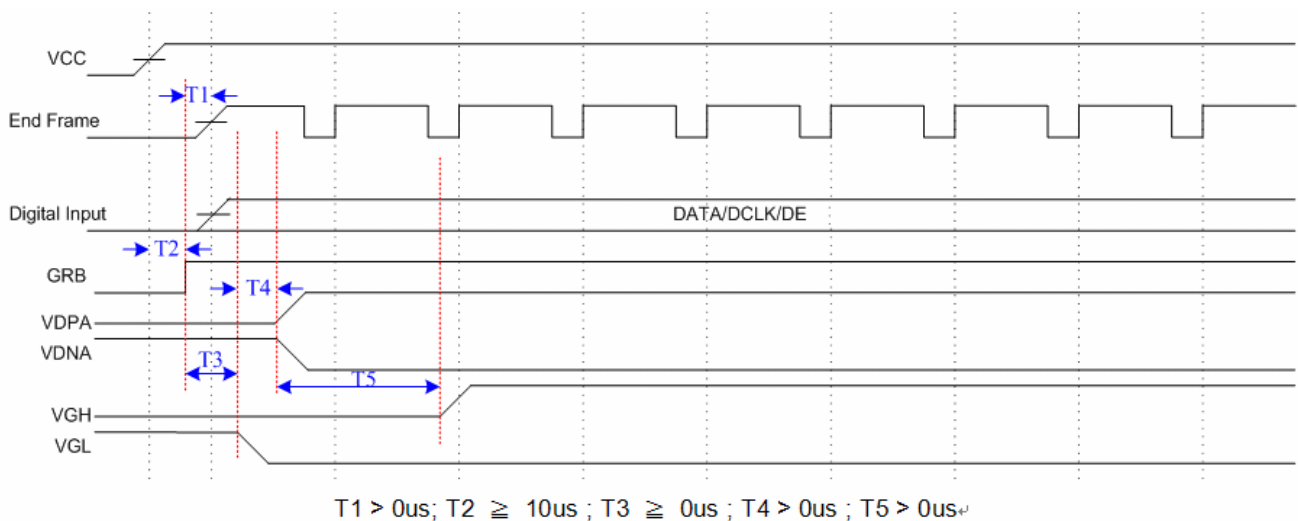 VCC
T1
End Frame
Digital Input
DATA/DCLK/DE
T2
GRB
T4
VDPA
VDNA
T3
T5
VGH
VGL
T1 > 0us; T2 ≧ 10us ; T3 ≧ 0us ; T4 > 0us ; T5 > 0us↵